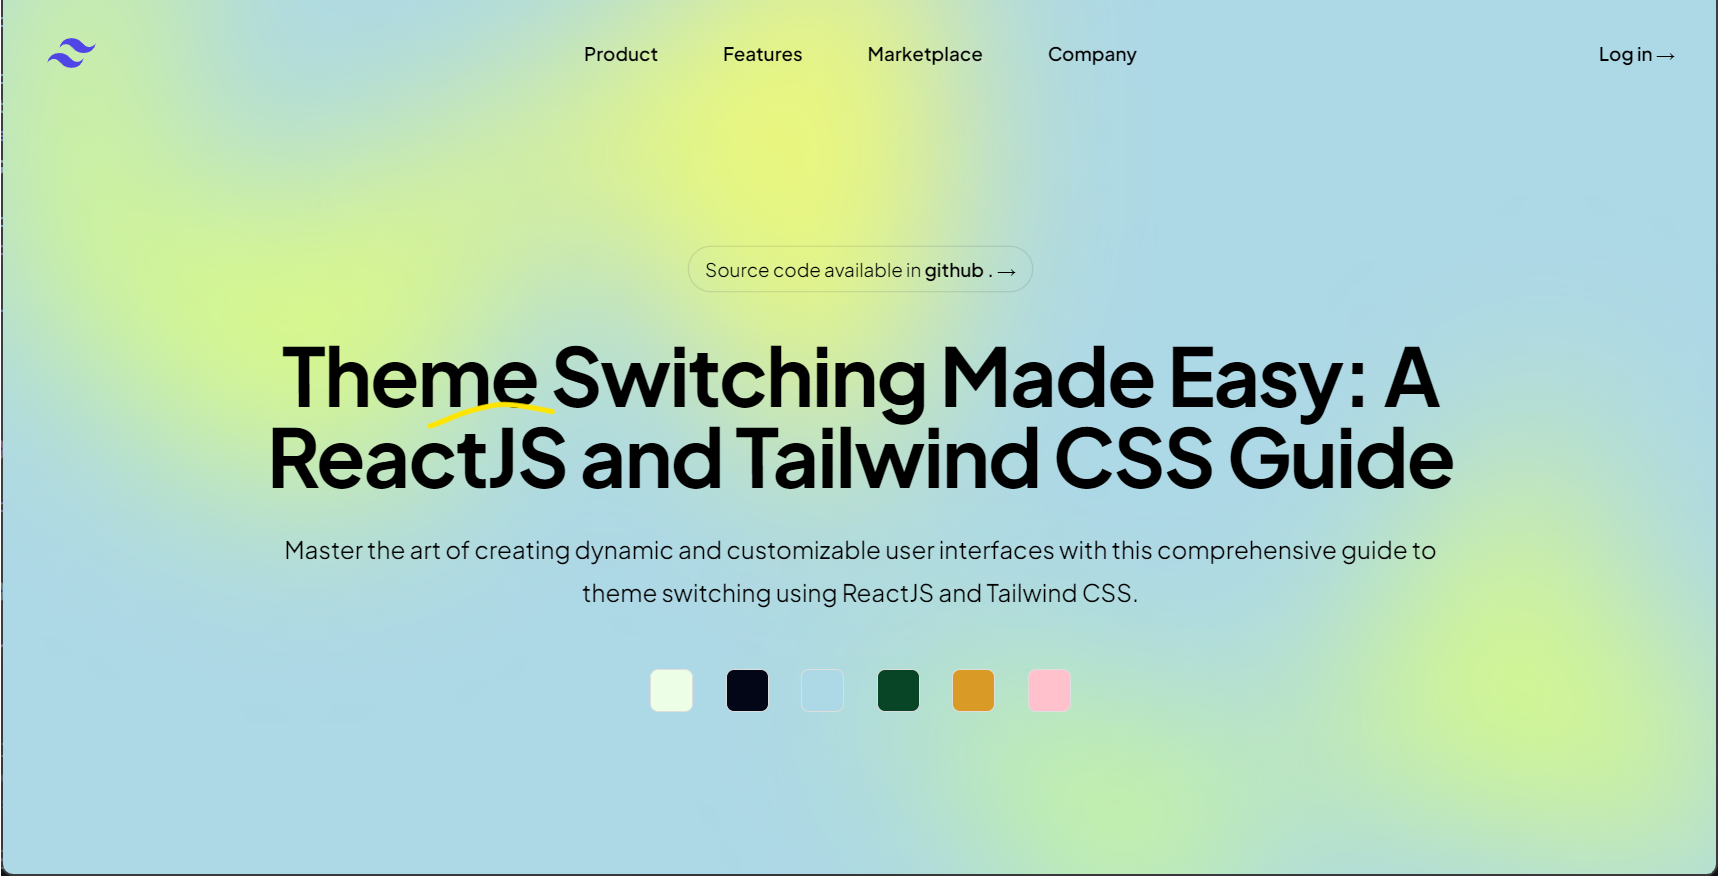 Product Features Marketplace Company Log in →
Source code available in github . →
Theme Switching Made Easy: A
ReactJS and Tailwind CSS Guide
Master the art of creating dynamic and customizable user interfaces with this comprehensive guide to
theme switching using ReactJS and Tailwind CSS.